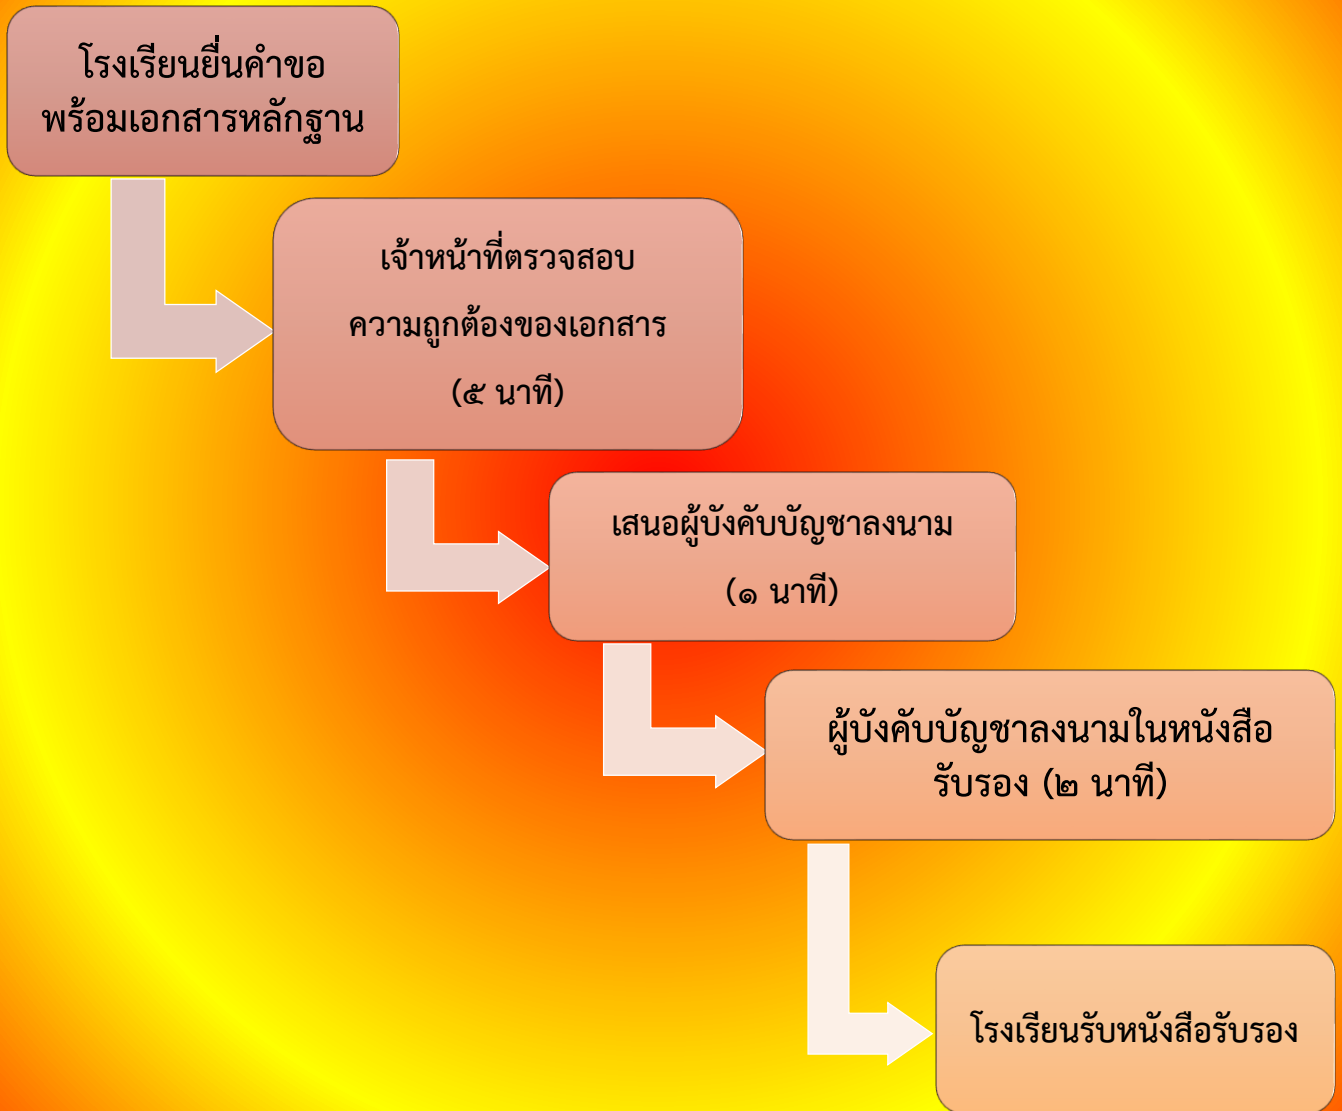 โรงเรียนยื่นคำขอ
พร้อมเอกสารหลักฐาน
เจ้าหน้าที่ตรวจสอบ
ความถูกต้องของเอกสาร
(๕ นาที)
เสนอผู้บังคับบัญชาลงนาม
(๑ นาที)
ผู้บังคับบัญชาลงนามในหนังสือ
รับรอง (๒ นาที)
โรงเรียนรับหนังสือรับรอง